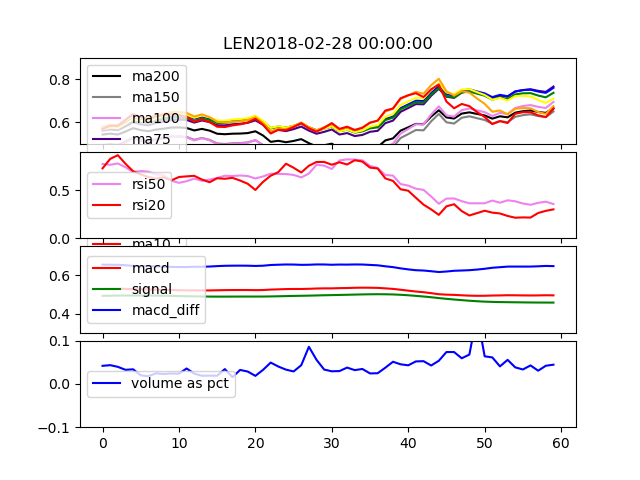 LEN2018-02-28 00:00:00
0.8
0.6
ma200
ma150
ma100
ma75
0.5
0.0
rsi50
rsi20
ma10
0.6
0.4
macd
signal
macd_diff
0.1
0.0
−0.1
volume as pct
0 10 20 30 40 50 60